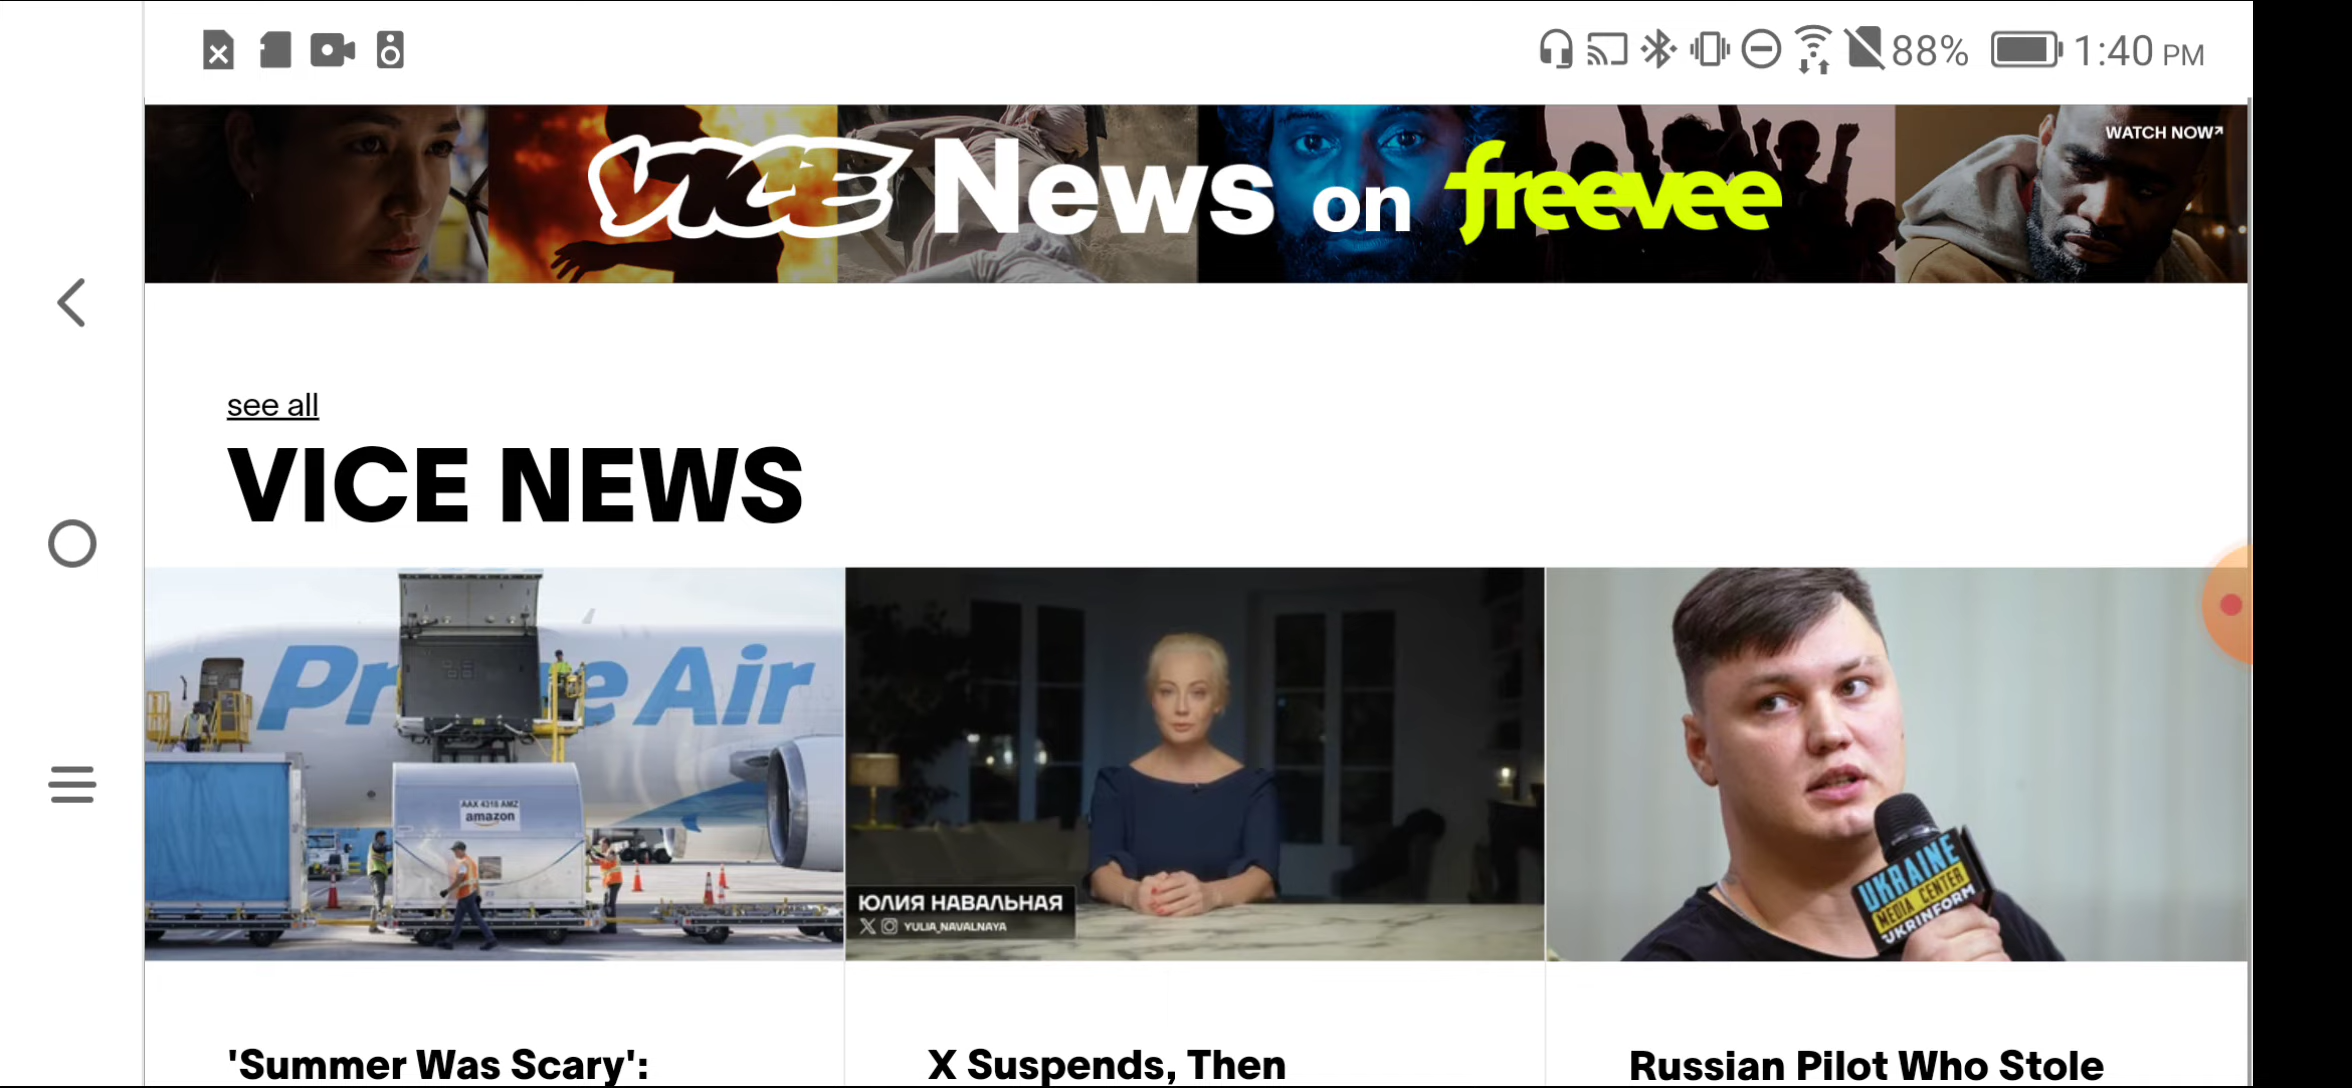 88% 1:40 PM
WATCH NOW
VICE News on freevee
see all
VICE NEWS
Pr e Air
AAX 4318 AMZ
amazon
ЮЛИЯ НАВАЛЬНАЯ
YULIA_NAVALNAYA
UKRAINE
MEDIA CENTER
UKRINFORM
'Summer Was Scary':
X Suspends, Then
Russian Pilot Who Stole